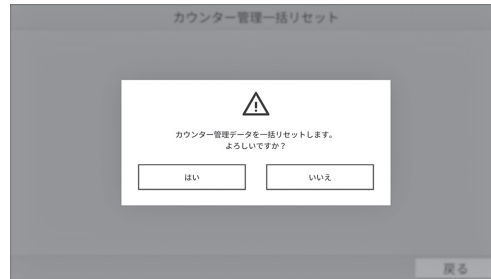 カウンター管理一括リセット
カウンター管理データを一括リセットします。
よろしいですか？
はい
いいえ
戻る